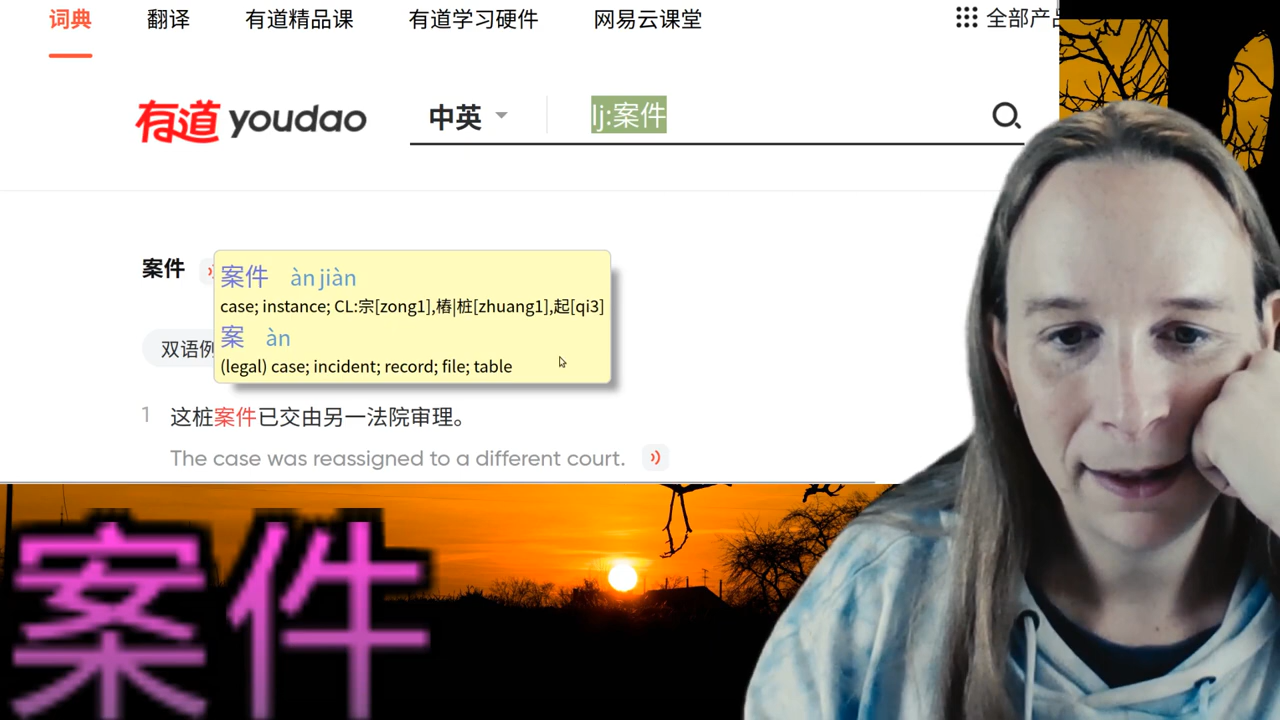 词典 翻译 有道精品课 有道学习硬件 网易云课堂 全部产品
有道 youdao 中英 lj:案件
案件
案件 àn jiàn
case; instance; CL:宗[zong1],樁|桩[zhuang1],起[qi3]
案 àn
(legal) case; incident; record; file; table
双语例
1 这桩案件已交由另一法院审理。
The case was reassigned to a different court.
案件